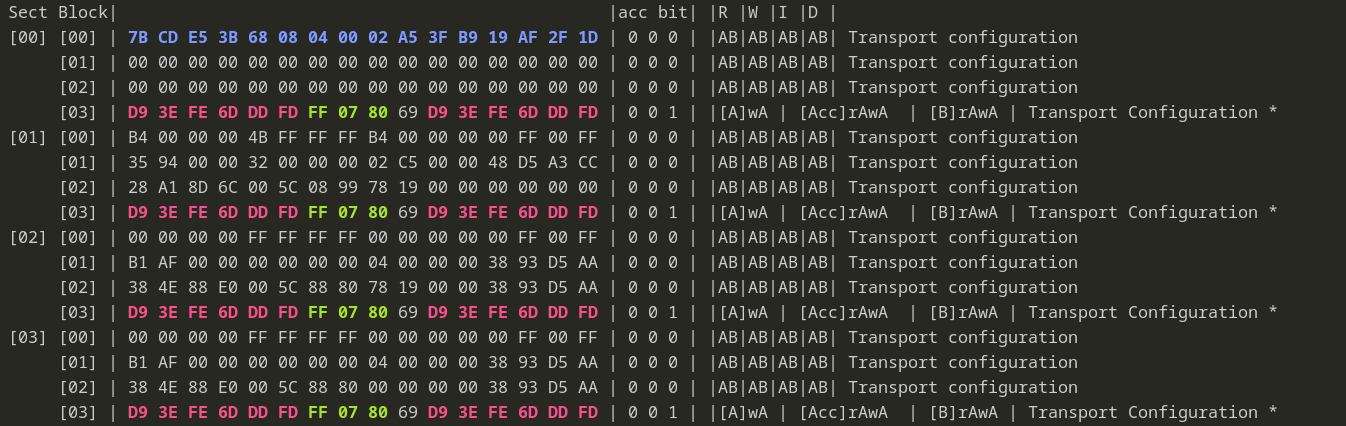 Sect Block|                                                 |acc bit| |R |W |I |D |
[00] [00] | 7B CD E5 3B 68 08 04 00 02 A5 3F B9 19 AF 2F 1D | 0 0 0 | |AB|AB|AB|AB| Transport configuration
     [01] | 00 00 00 00 00 00 00 00 00 00 00 00 00 00 00 00 | 0 0 0 | |AB|AB|AB|AB| Transport configuration
     [02] | 00 00 00 00 00 00 00 00 00 00 00 00 00 00 00 00 | 0 0 0 | |AB|AB|AB|AB| Transport configuration
     [03] | D9 3E FE 6D DD FD FF 07 80 69 D9 3E FE 6D DD FD | 0 0 1 | |[A]wA | [Acc]rAwA  | [B]rAwA | Transport Configuration *
[01] [00] | B4 00 00 00 4B FF FF FF B4 00 00 00 00 FF 00 FF | 0 0 0 | |AB|AB|AB|AB| Transport configuration
     [01] | 35 94 00 00 32 00 00 00 02 C5 00 00 48 D5 A3 CC | 0 0 0 | |AB|AB|AB|AB| Transport configuration
     [02] | 28 A1 8D 6C 00 5C 08 99 78 19 00 00 00 00 00 00 | 0 0 0 | |AB|AB|AB|AB| Transport configuration
     [03] | D9 3E FE 6D DD FD FF 07 80 69 D9 3E FE 6D DD FD | 0 0 1 | |[A]wA | [Acc]rAwA  | [B]rAwA | Transport Configuration *
[02] [00] | 00 00 00 00 FF FF FF FF 00 00 00 00 00 FF 00 FF | 0 0 0 | |AB|AB|AB|AB| Transport configuration
     [01] | B1 AF 00 00 00 00 00 00 04 00 00 00 38 93 D5 AA | 0 0 0 | |AB|AB|AB|AB| Transport configuration
     [02] | 38 4E 88 E0 00 5C 88 80 78 19 00 00 38 93 D5 AA | 0 0 0 | |AB|AB|AB|AB| Transport configuration
     [03] | D9 3E FE 6D DD FD FF 07 80 69 D9 3E FE 6D DD FD | 0 0 1 | |[A]wA | [Acc]rAwA  | [B]rAwA | Transport Configuration *
[03] [00] | 00 00 00 00 FF FF FF FF 00 00 00 00 00 FF 00 FF | 0 0 0 | |AB|AB|AB|AB| Transport configuration
     [01] | B1 AF 00 00 00 00 00 00 04 00 00 00 38 93 D5 AA | 0 0 0 | |AB|AB|AB|AB| Transport configuration
     [02] | 38 4E 88 E0 00 5C 88 80 00 00 00 00 38 93 D5 AA | 0 0 0 | |AB|AB|AB|AB| Transport configuration
     [03] | D9 3E FE 6D DD FD FF 07 80 69 D9 3E FE 6D DD FD | 0 0 1 | |[A]wA | [Acc]rAwA  | [B]rAwA | Transport Configuration *